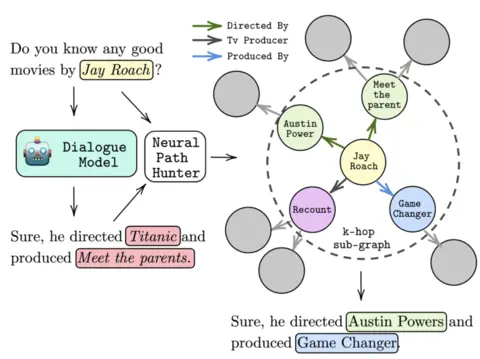 Do you know any good
movies by Jay Roach ?
Dialogue
Model
Neural
Path
Hunter
Sure, he directed Titanic and
produced Meet the parents.
Directed By
Tv Producer
Produced By
Meet
the
parent
Austin
Power
Jay
Roach
Recount
Game
Changer
k-hop
sub-graph
Sure, he directed Austin Powers and
produced Game Changer.